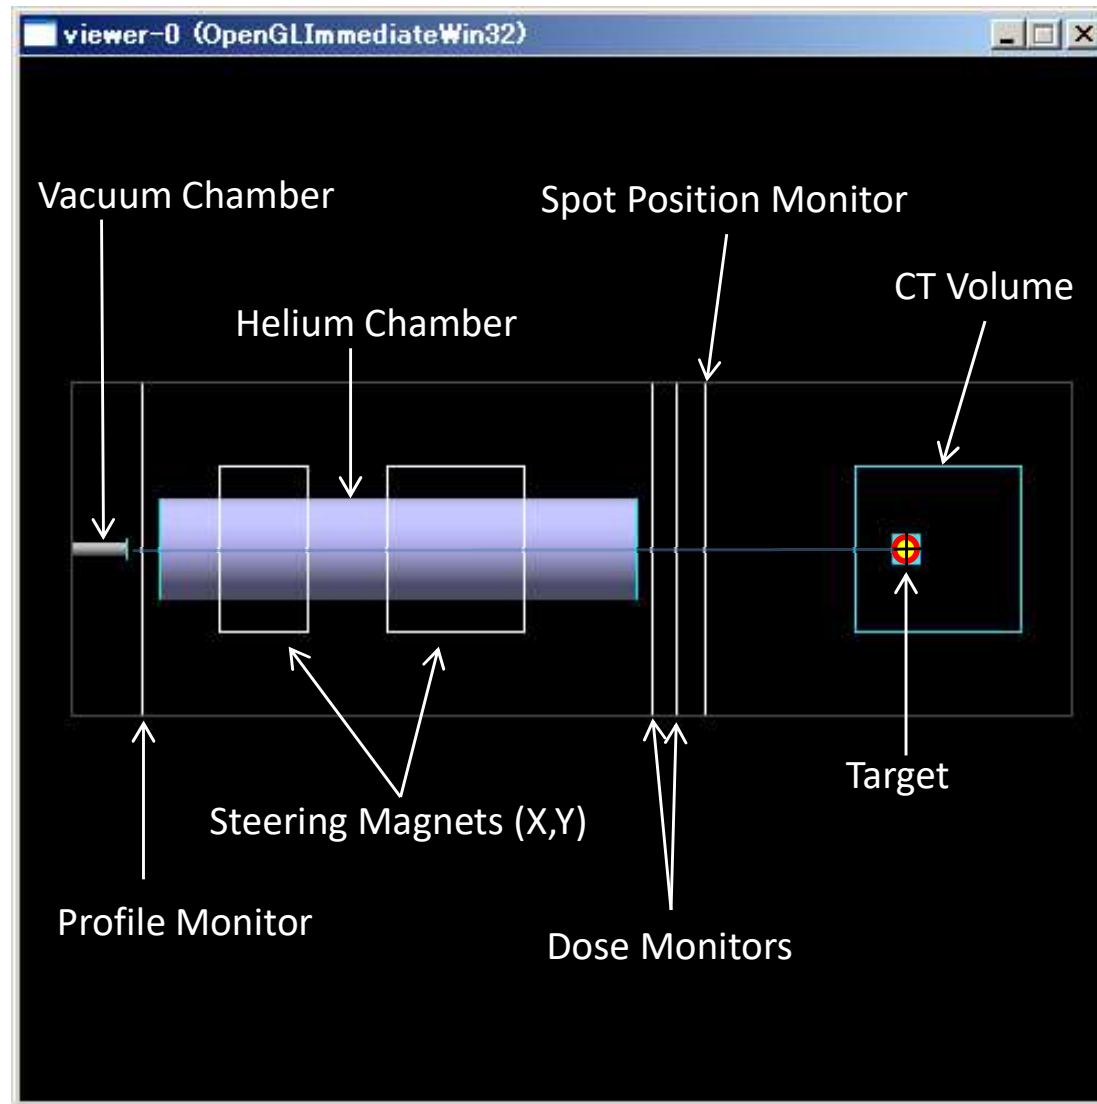 viewer-0 (OpenGLImmediateWin32)
Vacuum Chamber
Spot Position Monitor
CT Volume
Helium Chamber
Target
Steering Magnets (X,Y)
Profile Monitor
Dose Monitors